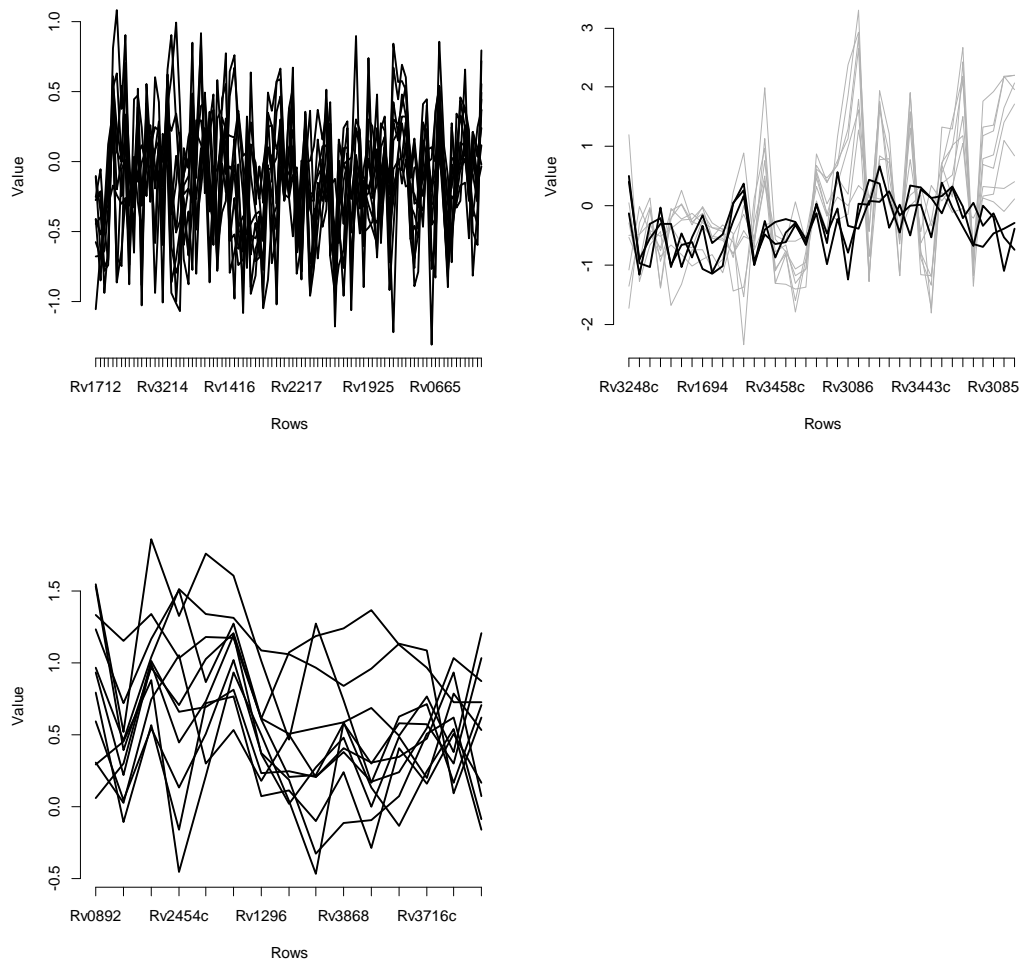 Value
1.0
0.5
0.0
-0.5
-1.0
Rv1712 Rv3214 Rv1416 Rv2217 Rv1925 Rv0665
Rows
Value
3
2
1
0
-1
-2
Rv3248c Rv1694 Rv3458c Rv3086 Rv3443c Rv3085
Rows
Value
1.5
1.0
0.5
0.0
-0.5
Rv0892 Rv2454c Rv1296 Rv3868 Rv3716c
Rows